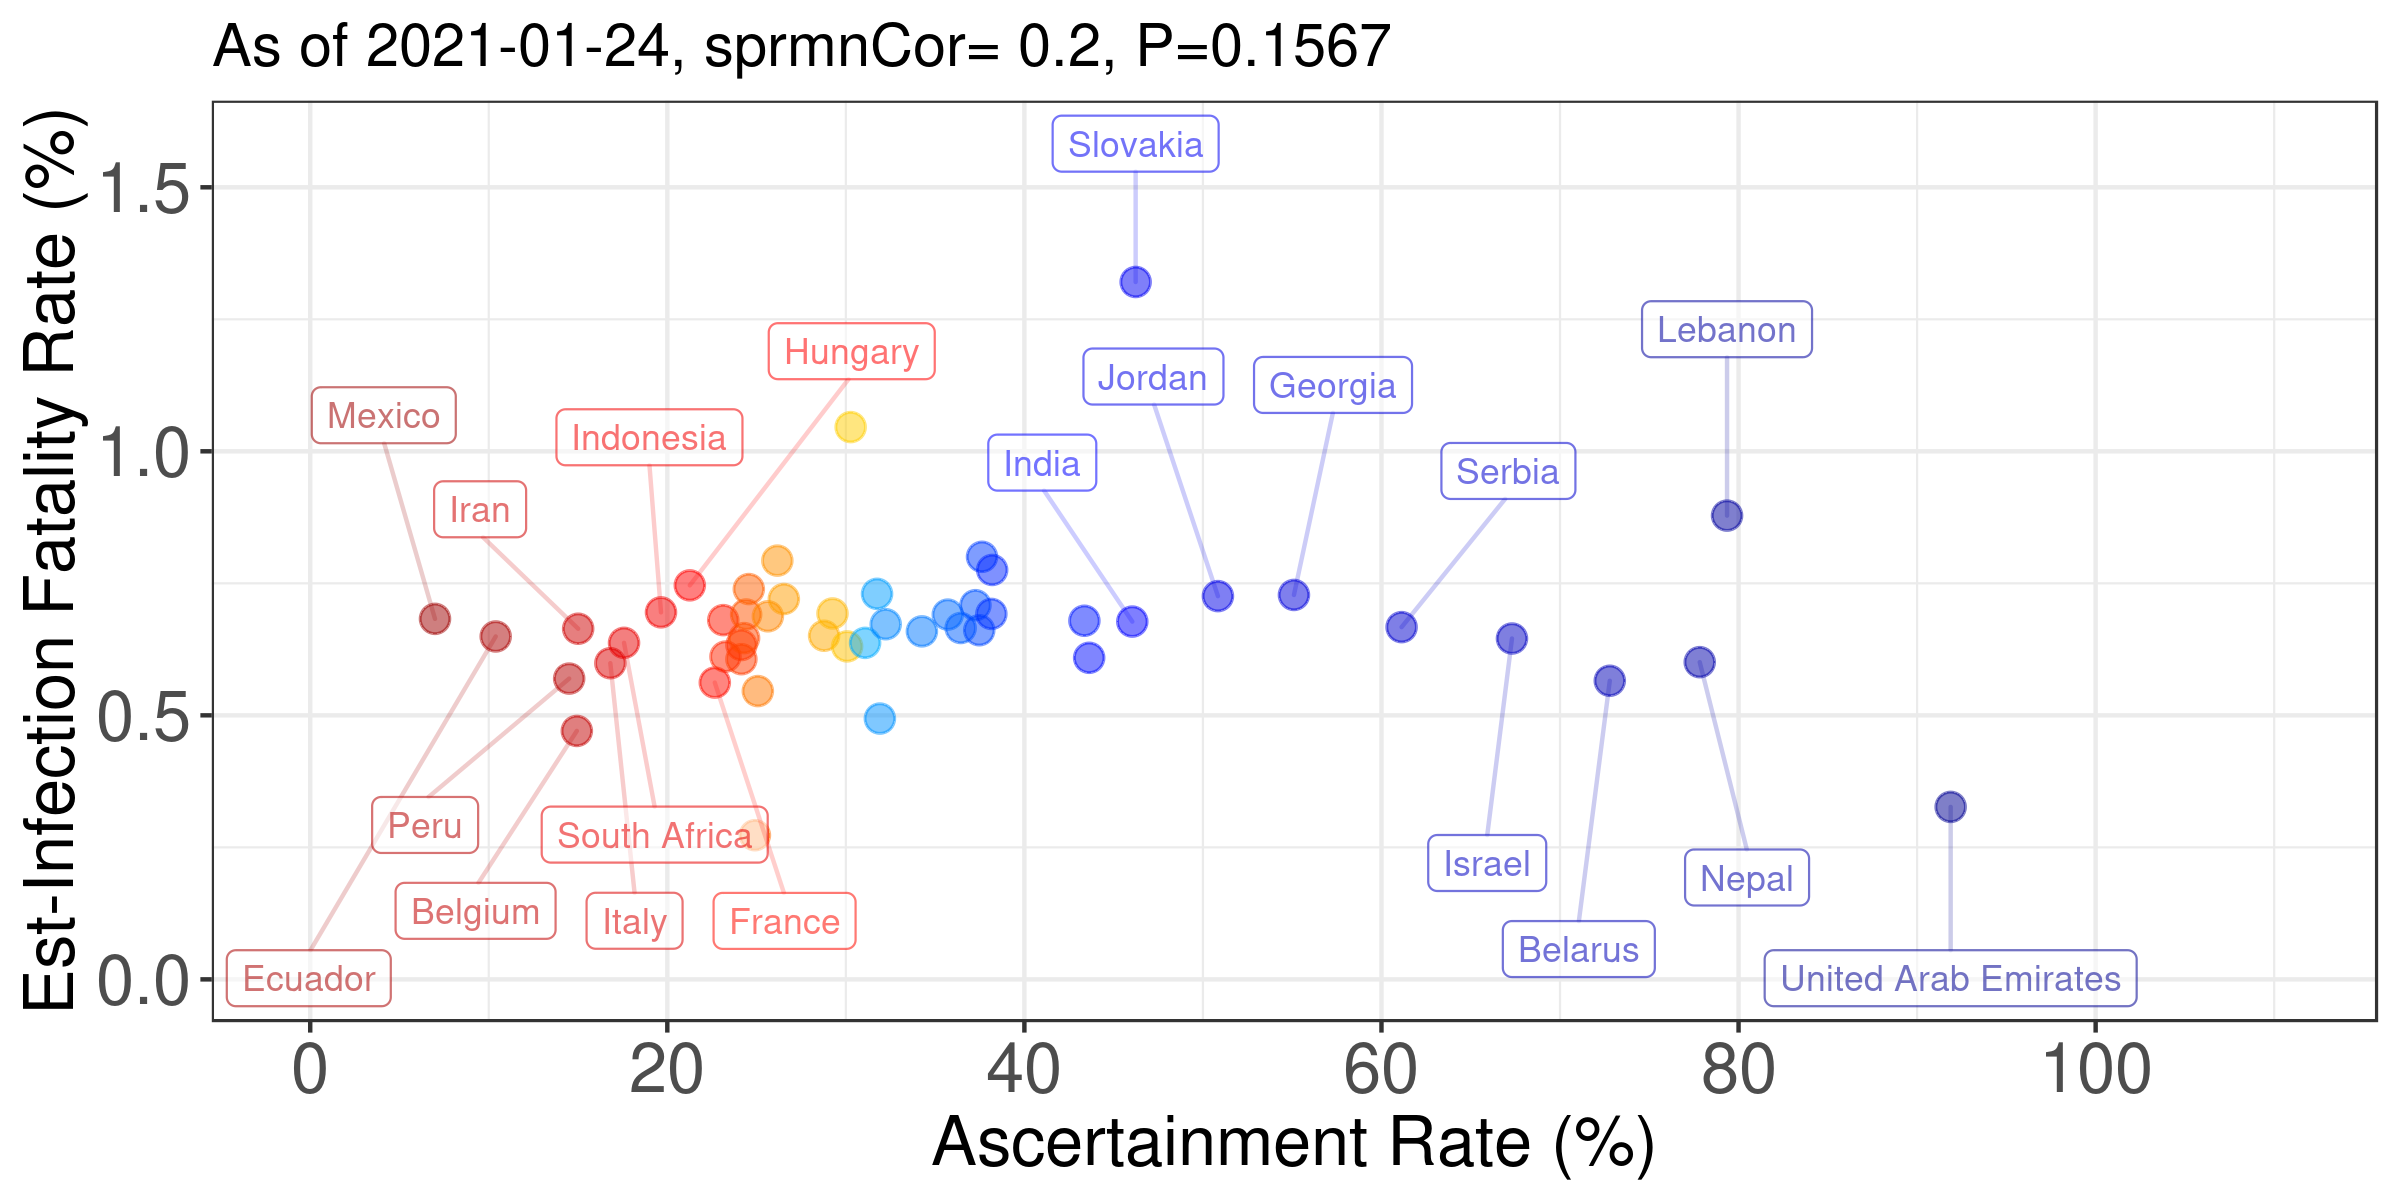 As of 2021-01-24, sprmnCor= 0.2, P=0.1567
Est-Infection Fatality Rate (%)
1.5
1.0
0.5
0.0
Slovakia
Lebanon
Hungary
Jordan
Georgia
Mexico
Indonesia
India
Serbia
Iran
Peru
South Africa
Israel
Nepal
Belgium
Italy
France
Belarus
Ecuador
United Arab Emirates
0 20 40 60 80 100
Ascertainment Rate (%)